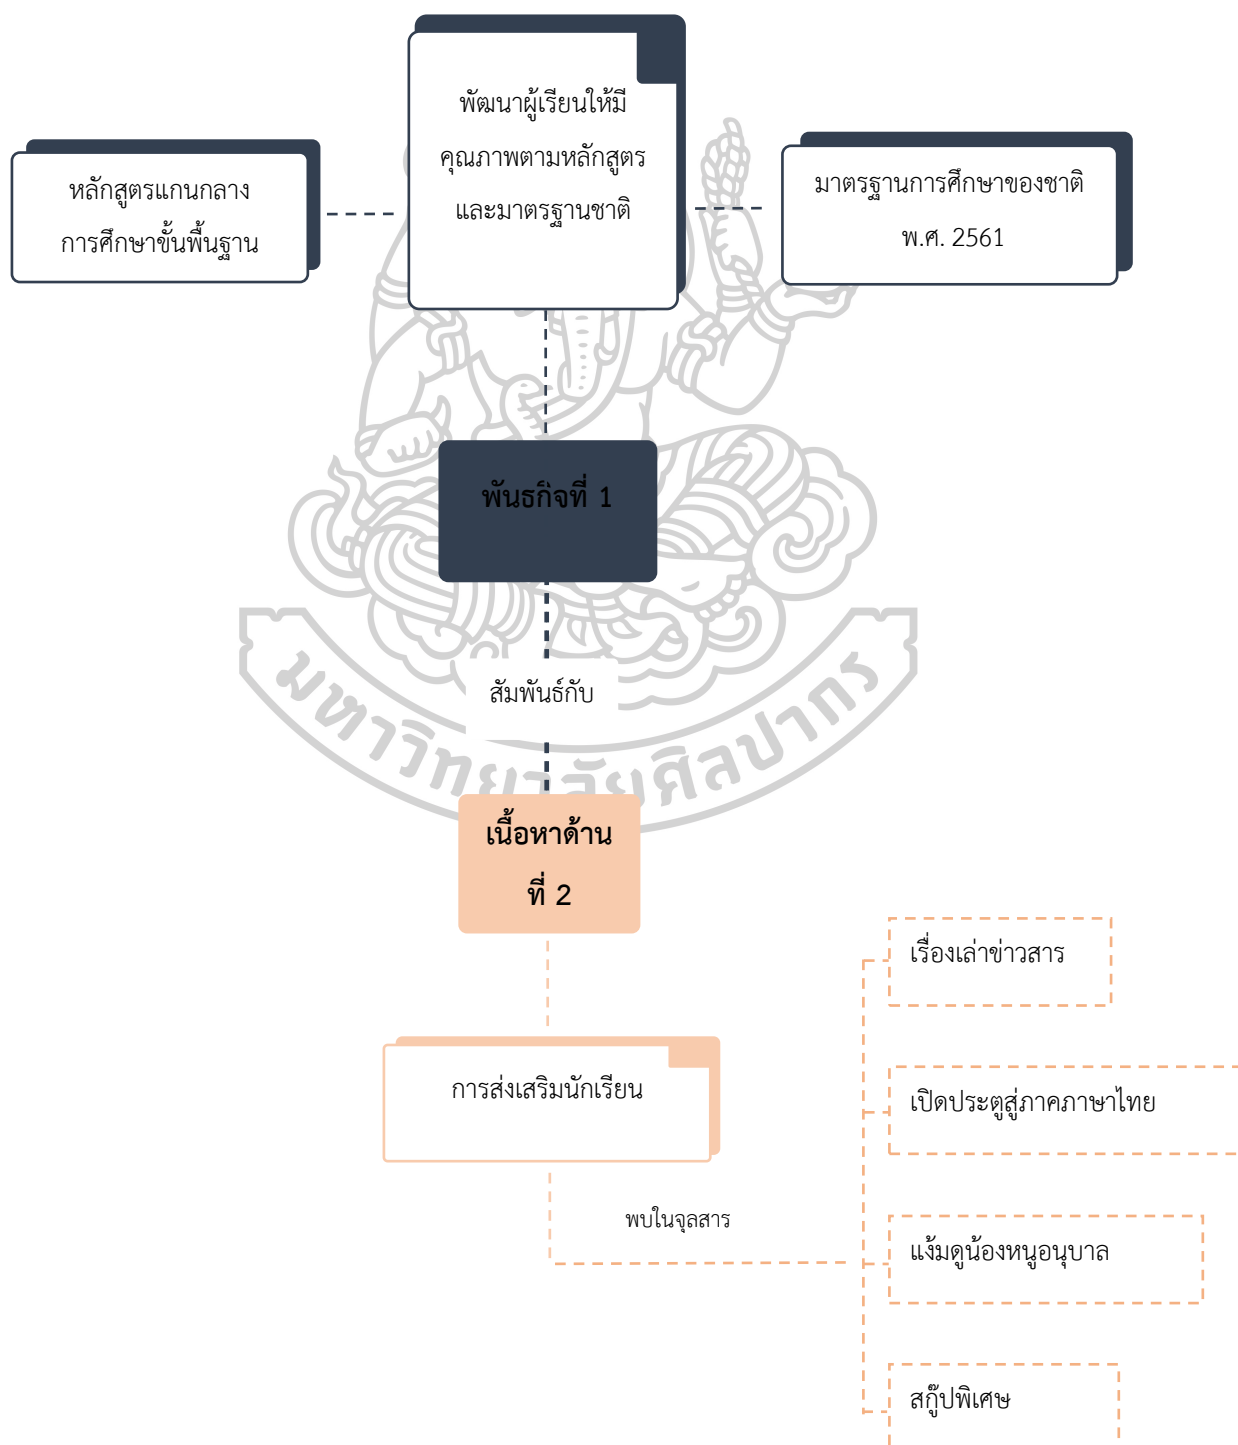 พัฒนาผู้เรียนให้มี
คุณภาพตามหลักสูตร
และมาตรฐานชาติ
หลักสูตรแกนกลาง
การศึกษาขั้นพื้นฐาน
มาตรฐานการศึกษาของชาติ
พ.ศ. 2561
พันธกิจที่ 1
สัมพันธ์กับ
มหาวิทยาลัยศิลปากร
เนื้อหาด้าน
ที่ 2
เรื่องเล่าข่าวสาร
การส่งเสริมนักเรียน
เปิดประตูสู่ภาคภาษาไทย
พบในจุลสาร
แง้มดูน้องหนูอนุบาล
สกู๊ปพิเศษ